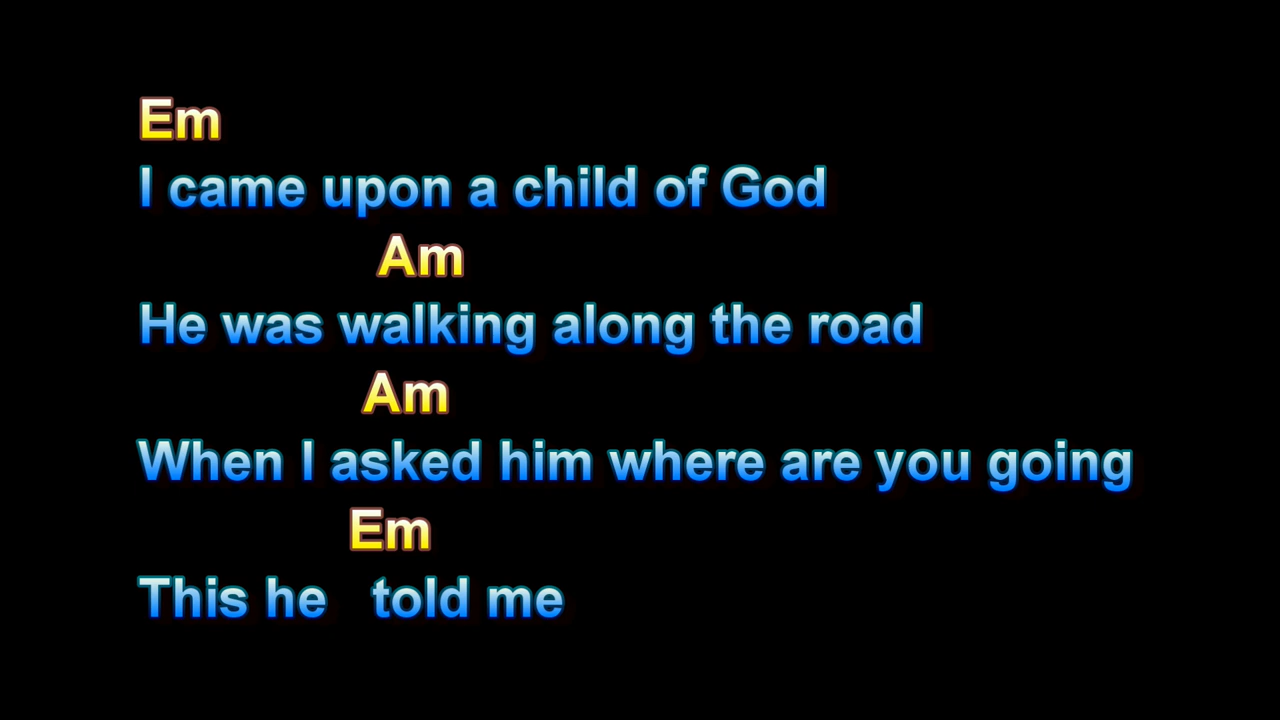 Em
I came upon a child of God
Am
He was walking along the road
Am
When I asked him where are you going
Em
This he told me